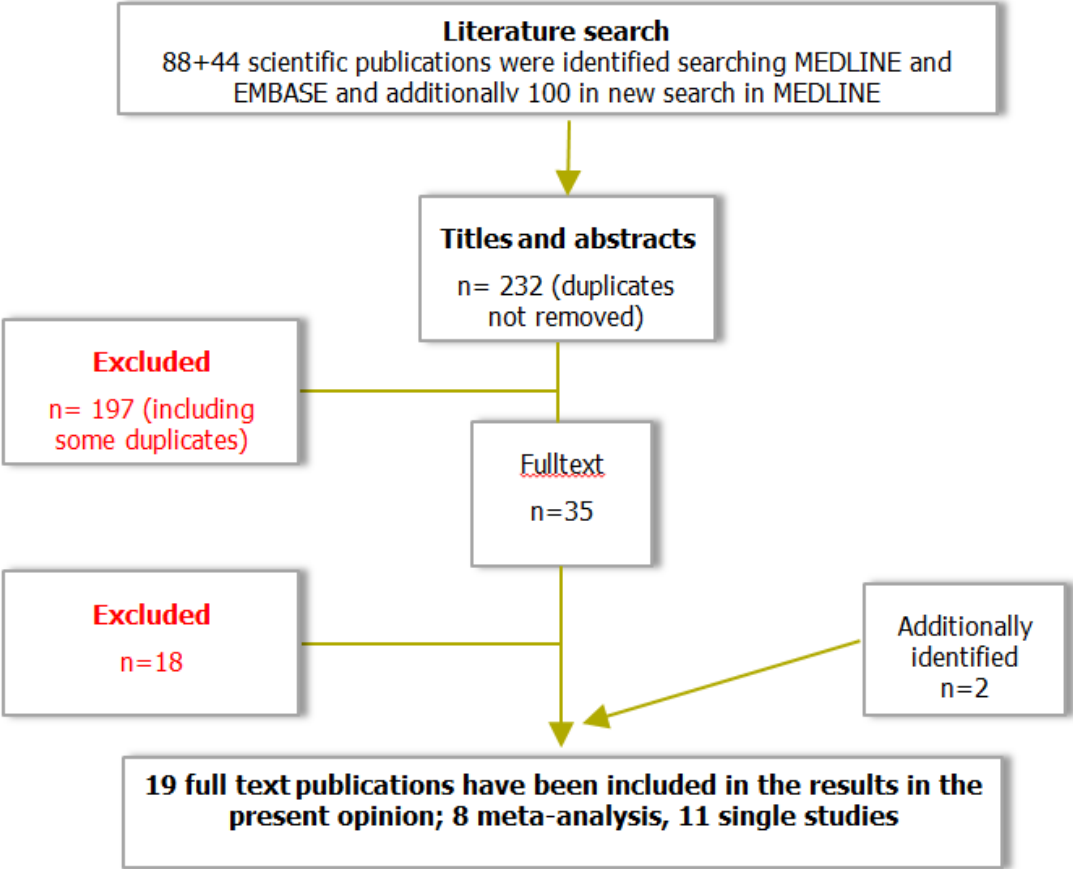 Literature search
88+44 scientific publications were identified searching MEDLINE and
EMBASE and additionally 100 in new search in MEDLINE
Titles and abstracts
n= 232 (duplicates
not removed)
Excluded
n= 197 (including
some duplicates)
Fulltext
n=35
Excluded
n=18
Additionally
identified
n=2
19 full text publications have been included in the results in the
present opinion; 8 meta-analysis, 11 single studies